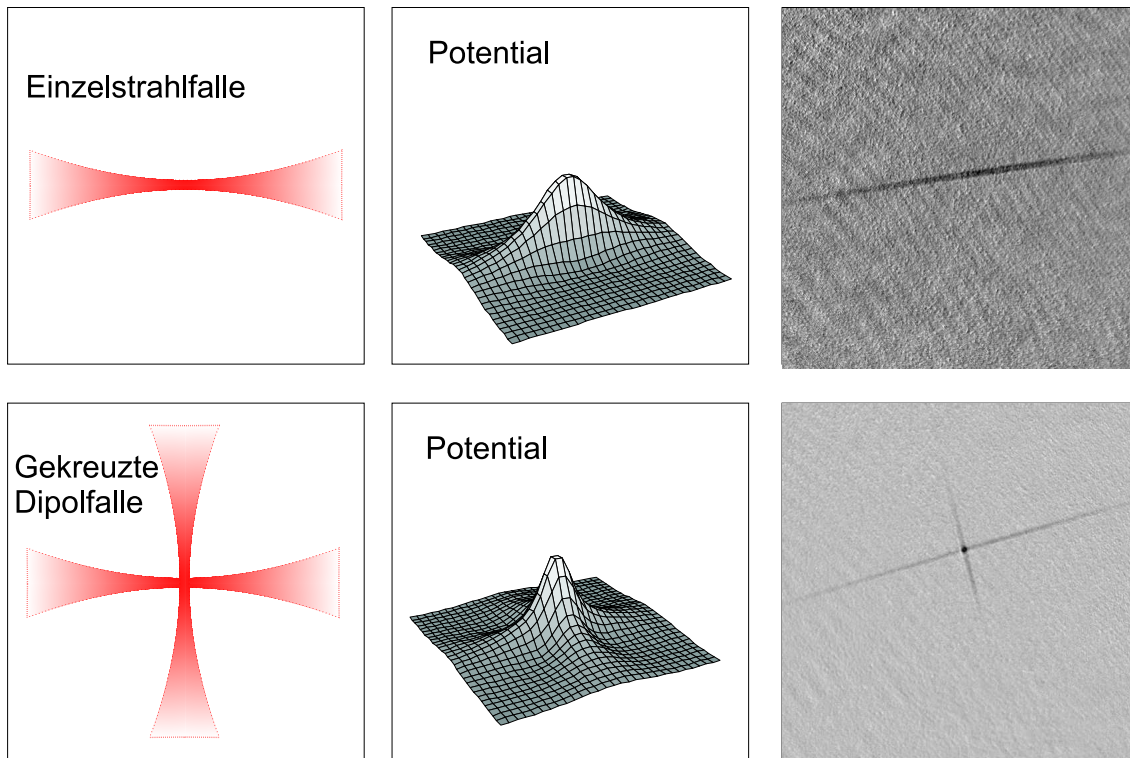 Einzelstrahlfalle
Potential
Gekreuzte
Dipolfalle
Potential